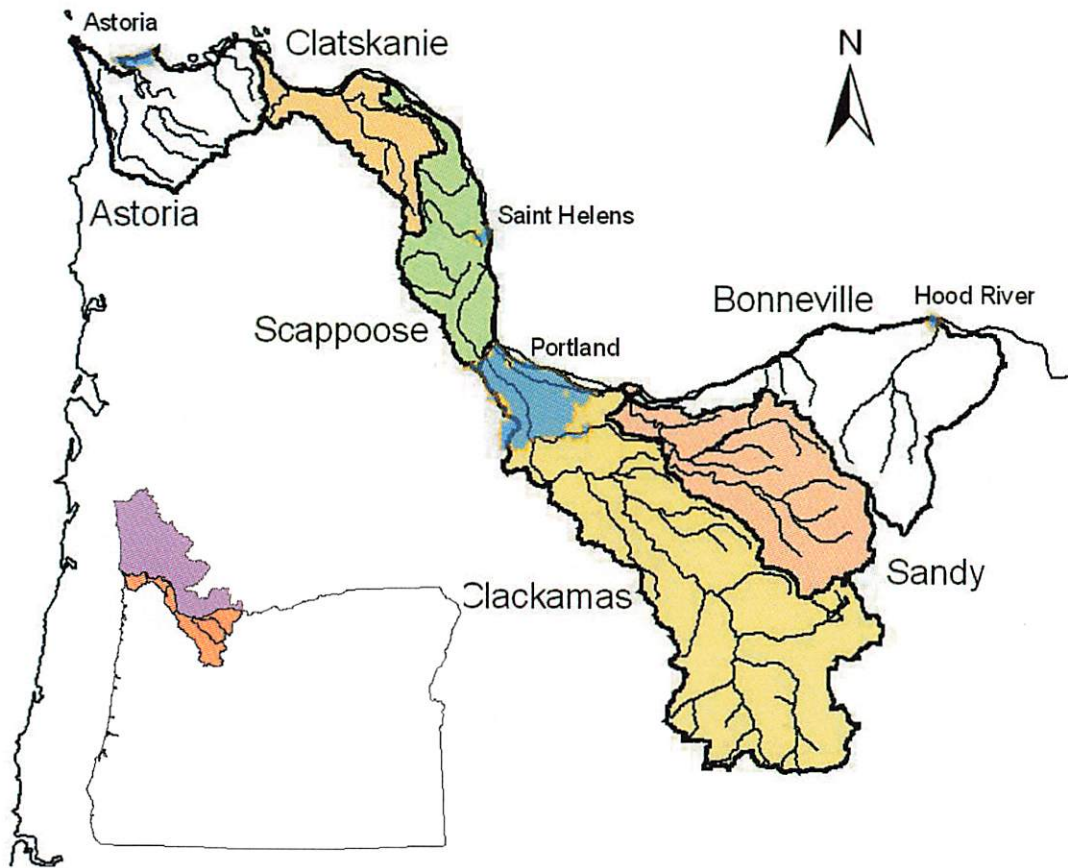 Astoria
Clatskanie
N
Astoria
Saint Helens
Bonneville
Hood River
Scappoose
Portland
Clackamas
Sandy